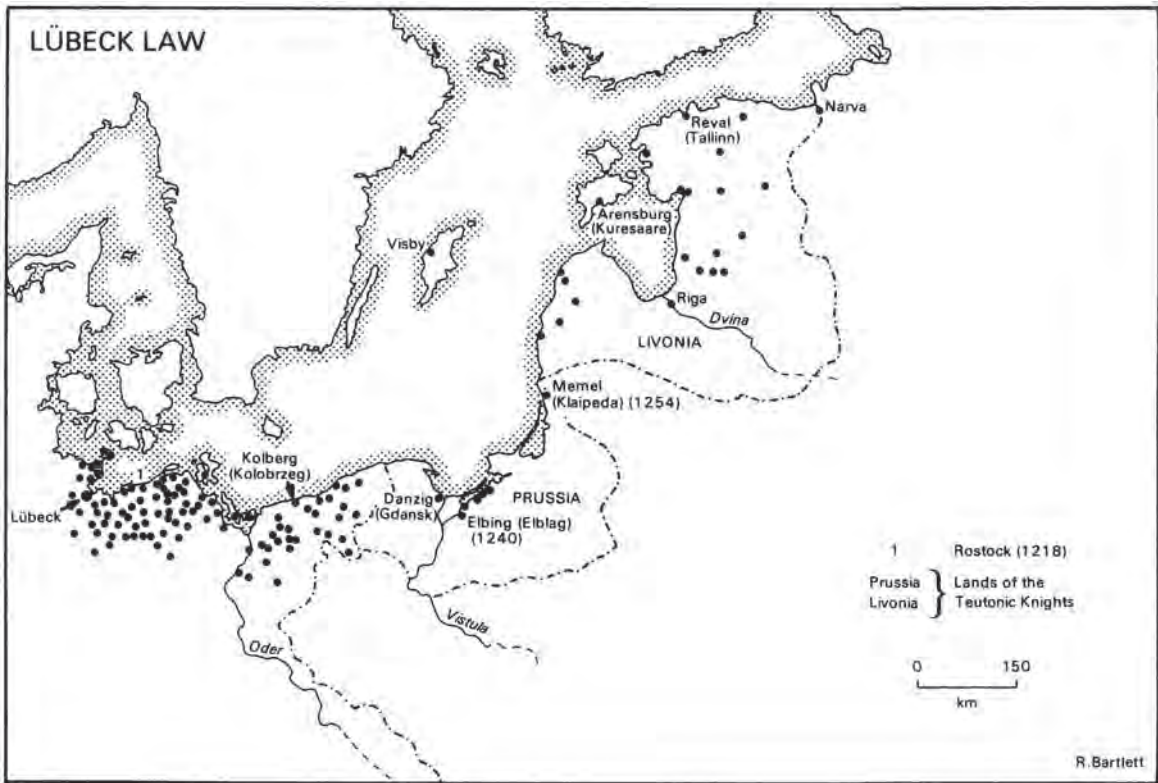 LÜBECK LAW
Narva
Reval
(Tallinn)
Arensburg
(Kuresaare)
Visby
Riga
Dvina
LIVONIA
Memel
(Klaipeda) (1254)
Kolberg
(Kolobrzeg)
1
Lübeck
Danzig
(Gdansk)
PRUSSIA
Elbing (Elblag)
(1240)
Vistula
Oder
1 Rostock (1218)
Prussia
Livonia
Lands of the
Teutonic Knights
0 150
km
R.Bartlett